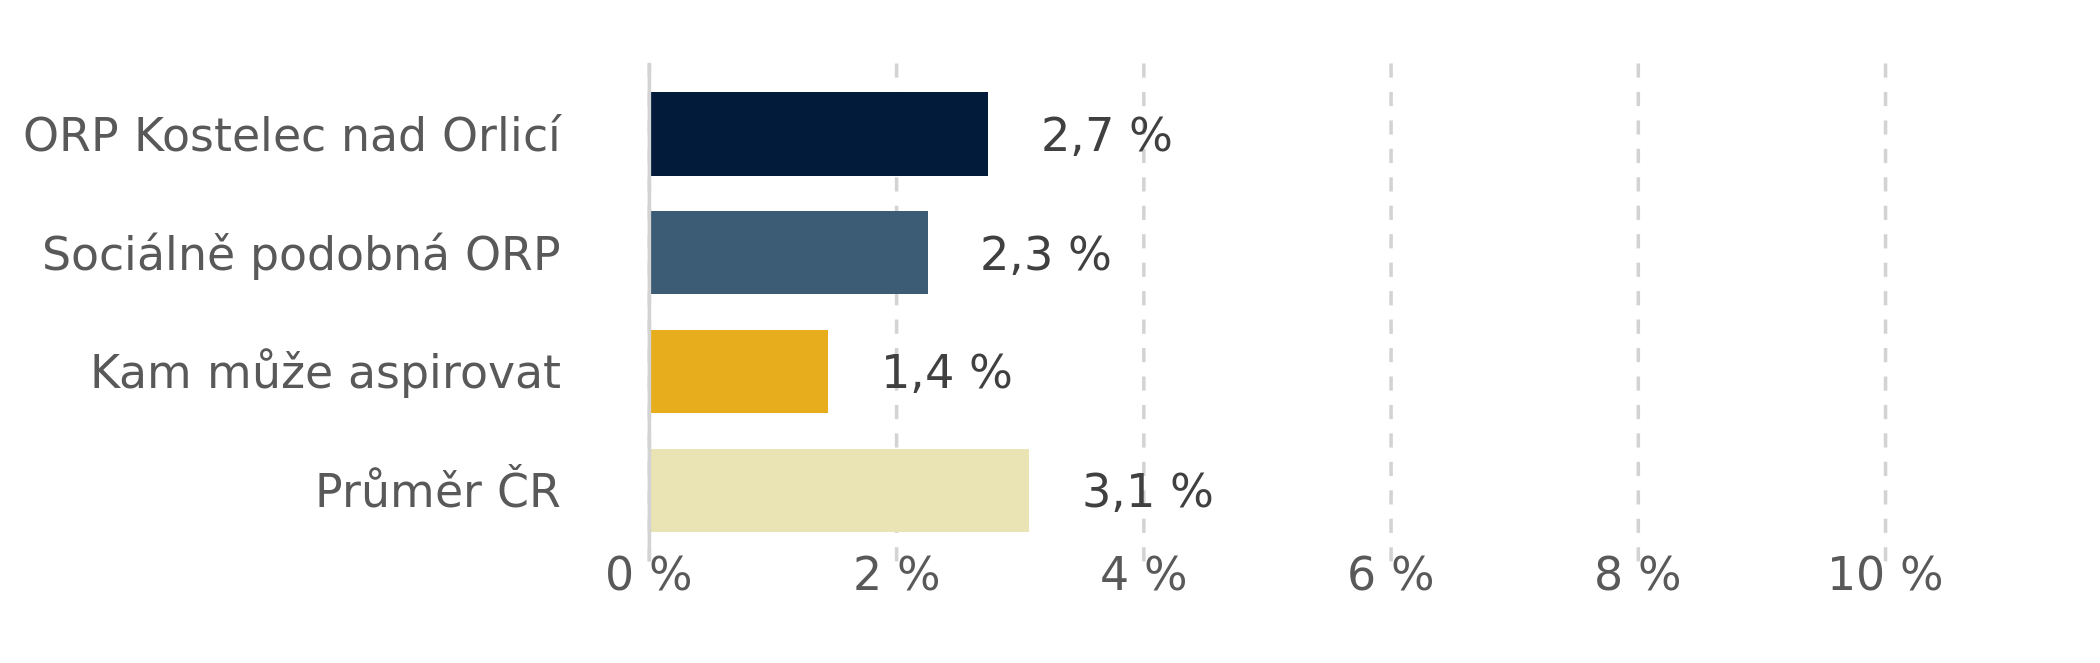 ORP Kostelec nad Orlicí 2,7 %
Sociálně podobná ORP 2,3 %
Kam může aspirovat 1,4 %
Průměr ČR 3,1 %
0 % 2 % 4 % 6 % 8 % 10 %